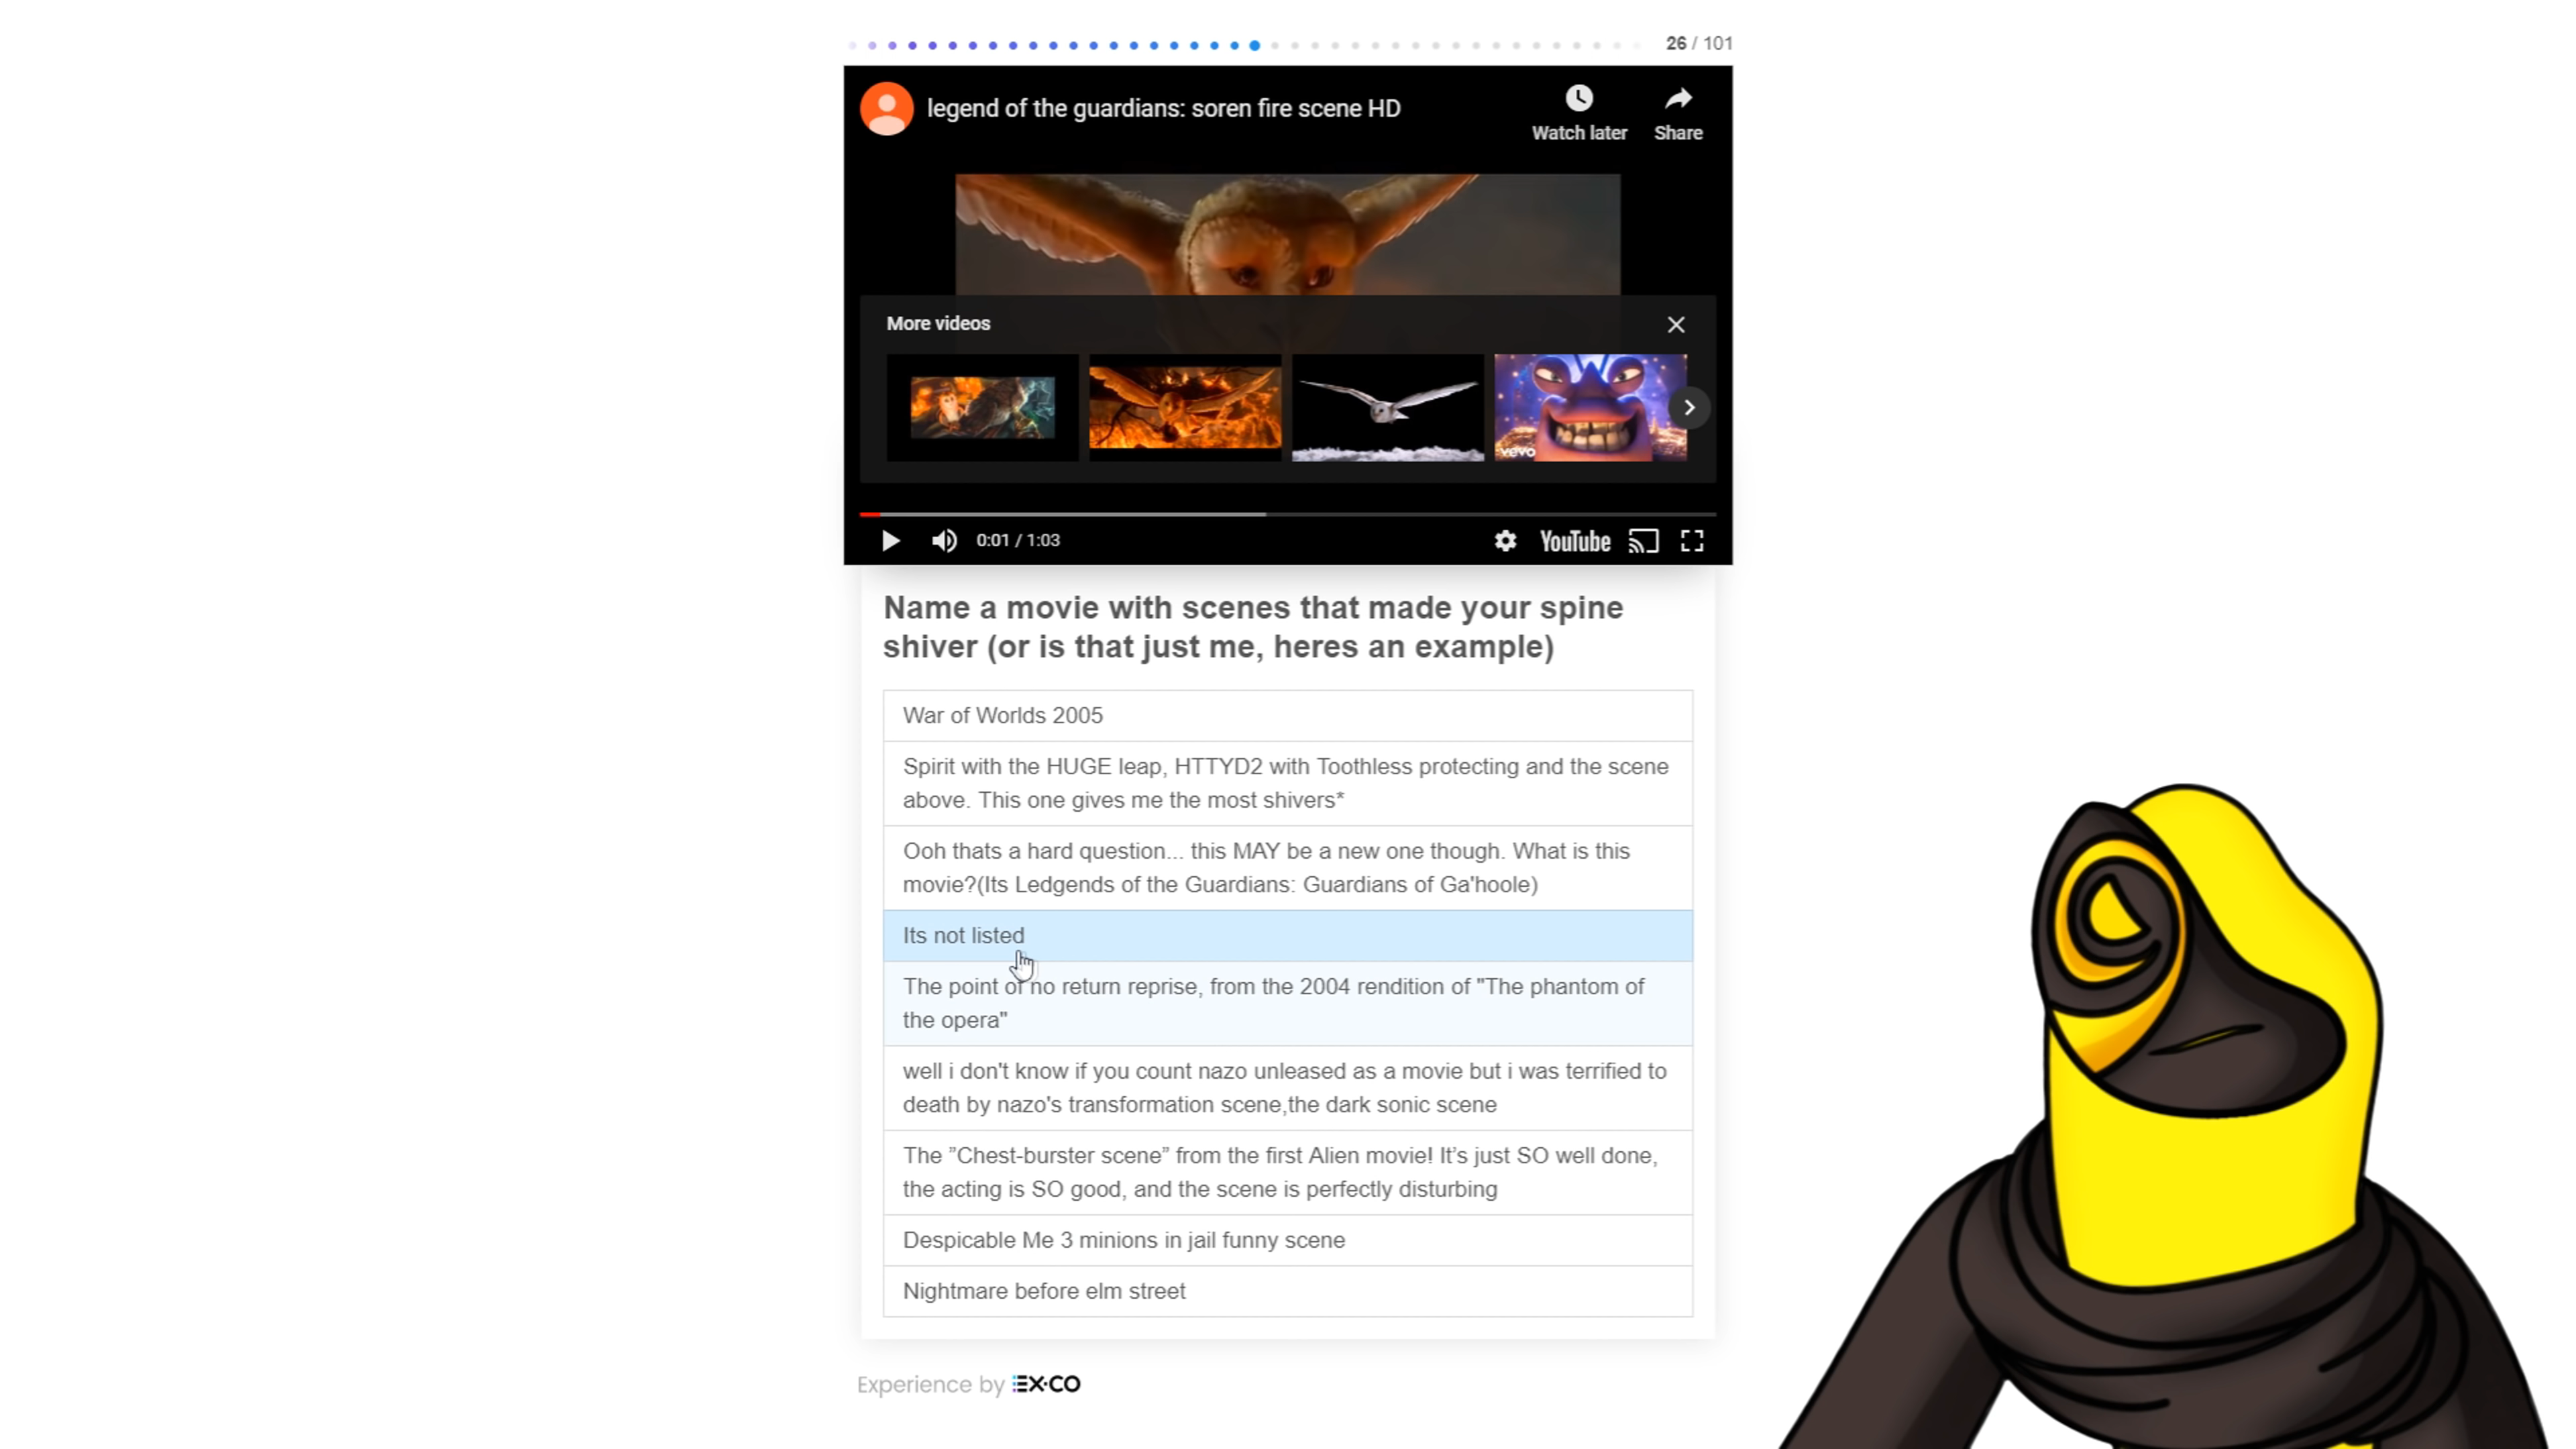 26 / 101
legend of the guardians: soren fire scene HD
Watch later
Share
More videos
vevo
0:01 / 1:03
YouTube
Name a movie with scenes that made your spine
shiver (or is that just me, heres an example)
War of Worlds 2005
Spirit with the HUGE leap, HTTYD2 with Toothless protecting and the scene
above. This one gives me the most shivers*
Ooh thats a hard question... this MAY be a new one though. What is this
movie?(Its Ledgends of the Guardians: Guardians of Ga'hoole)
Its not listed
The point of no return reprise, from the 2004 rendition of "The phantom of
the opera"
well i don't know if you count nazo unleased as a movie but i was terrified to
death by nazo's transformation scene,the dark sonic scene
The ”Chest-burster scene” from the first Alien movie! It’s just SO well done,
the acting is SO good, and the scene is perfectly disturbing
Despicable Me 3 minions in jail funny scene
Nightmare before elm street
Experience by EX·CO